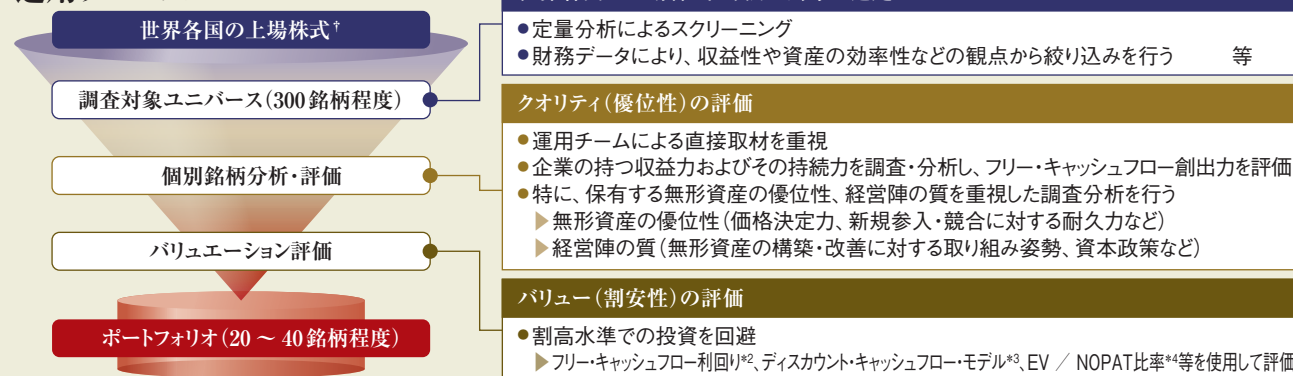 世界各国の上場株式†
調査対象ユニバース(300銘柄程度)
個別銘柄分析・評価
バリュエーション評価
ポートフォリオ(20 〜 40銘柄程度)
●定量分析によるスクリーニング
●財務データにより、収益性や資産の効率性などの観点から絞り込みを行う 等
クオリティ(優位性)の評価
●運用チームによる直接取材を重視
●企業の持つ収益力およびその持続力を調査・分析し、フリー・キャッシュフロー創出力を評価
●特に、保有する無形資産の優位性、経営陣の質を重視した調査分析を行う
▶無形資産の優位性(価格決定力、新規参入・競合に対する耐久力など)
▶経営陣の質(無形資産の構築・改善に対する取り組み姿勢、資本政策など)
バリュー(割安性)の評価
●割高水準での投資を回避
▶フリー・キャッシュフロー利回り*2、ディスカウント・キャッシュフロー・モデル*3、EV / NOPAT比率*4等を使用して評価